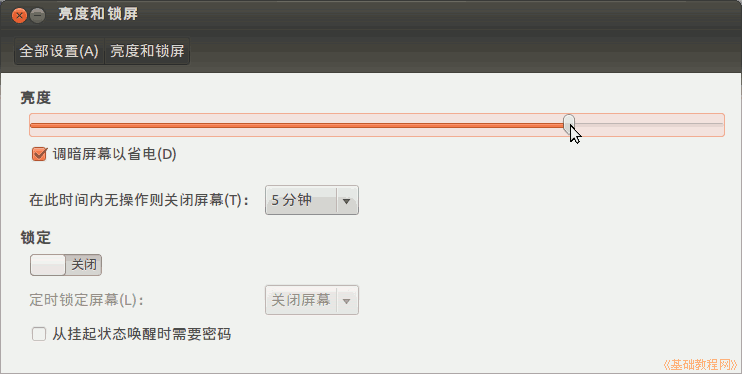 亮度和锁屏
全部设置(A) 亮度和锁屏
亮度
调暗屏幕以省电(D)
在此时间内无操作则关闭屏幕(T)： 5 分钟
锁定
关闭
定时锁定屏幕(L)： 关闭屏幕
从挂起状态唤醒时需要密码
《基础教程网》